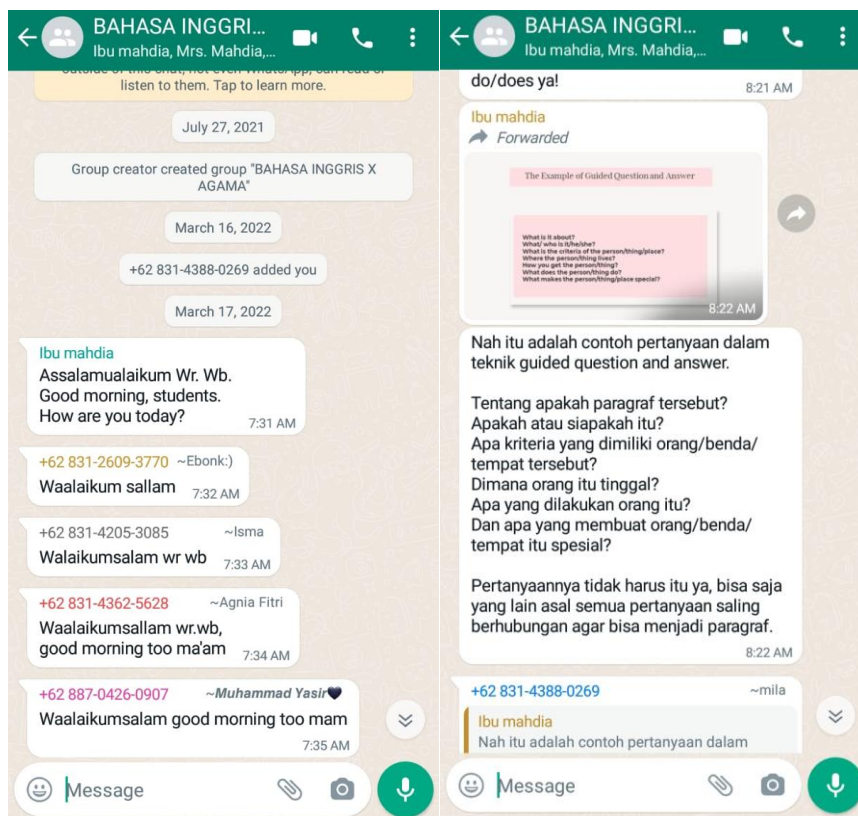 BAHASA INGGRI...
Ibu mahdia, Mrs. Mahdia,...
outside of this chat, not even WhatsApp, can read or
listen to them. Tap to learn more.
July 27, 2021
Group creator created group "BAHASA INGGRIS X
AGAMA"
March 16, 2022
+62 831-4388-0269 added you
March 17, 2022
Ibu mahdia
Assalamualaikum Wr. Wb.
Good morning, students.
How are you today?
7:31 AM
+62 831-2609-3770 ~Ebonk:)
Waalaikum sallam 7:32 AM
+62 831-4205-3085 ~Isma
Walaikumsalam wr wb 7:33 AM
+62 831-4362-5628 ~Agnia Fitri
Waalaikumsallam wr.wb,
good morning too ma'am 7:34 AM
+62 887-0426-0907 ~Muhammad Yasir🖤
Waalaikumsalam good morning too mam
7:35 AM
Message
BAHASA INGGRI...
Ibu mahdia, Mrs. Mahdia,...
do/does ya!
8:21 AM
Ibu mahdia
Forwarded
The Example of Guided Question and Answer
What is it about?
What/ who is it/he/she?
What is the criteria of the person/thing/place?
Where the person/thing lives?
How you get the person/thing?
What does the person/thing do?
What makes the person/thing/place special?
8:22 AM
Nah itu adalah contoh pertanyaan dalam
teknik guided question and answer.
Tentang apakah paragraf tersebut?
Apakah atau siapakah itu?
Apa kriteria yang dimiliki orang/benda/
tempat tersebut?
Dimana orang itu tinggal?
Apa yang dilakukan orang itu?
Dan apa yang membuat orang/benda/
tempat itu spesial?
Pertanyaannya tidak harus itu ya, bisa saja
yang lain asal semua pertanyaan saling
berhubungan agar bisa menjadi paragraf.
8:22 AM
+62 831-4388-0269 ~mila
Ibu mahdia
Nah itu adalah contoh pertanyaan dalam
Message